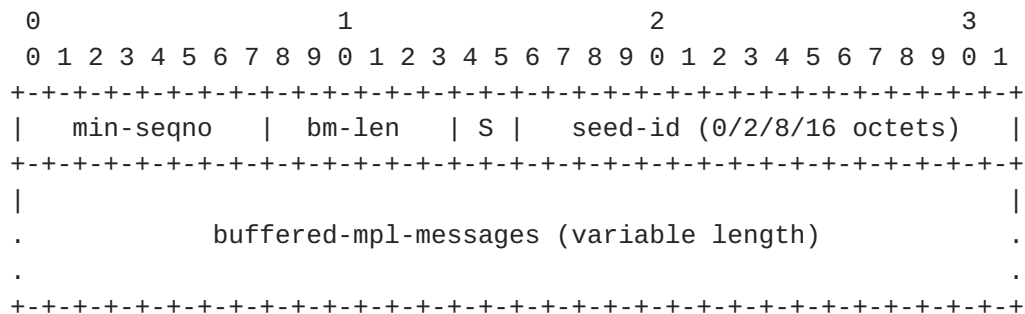 0                   1                   2                   3
 0 1 2 3 4 5 6 7 8 9 0 1 2 3 4 5 6 7 8 9 0 1 2 3 4 5 6 7 8 9 0 1
+-+-+-+-+-+-+-+-+-+-+-+-+-+-+-+-+-+-+-+-+-+-+-+-+-+-+-+-+-+-+-+-+
|   min-seqno   |  bm-len   | S |   seed-id (0/2/8/16 octets)   |
+-+-+-+-+-+-+-+-+-+-+-+-+-+-+-+-+-+-+-+-+-+-+-+-+-+-+-+-+-+-+-+-+
|                                                               |
.            buffered-mpl-messages (variable length)            .
.                                                               .
+-+-+-+-+-+-+-+-+-+-+-+-+-+-+-+-+-+-+-+-+-+-+-+-+-+-+-+-+-+-+-+-+